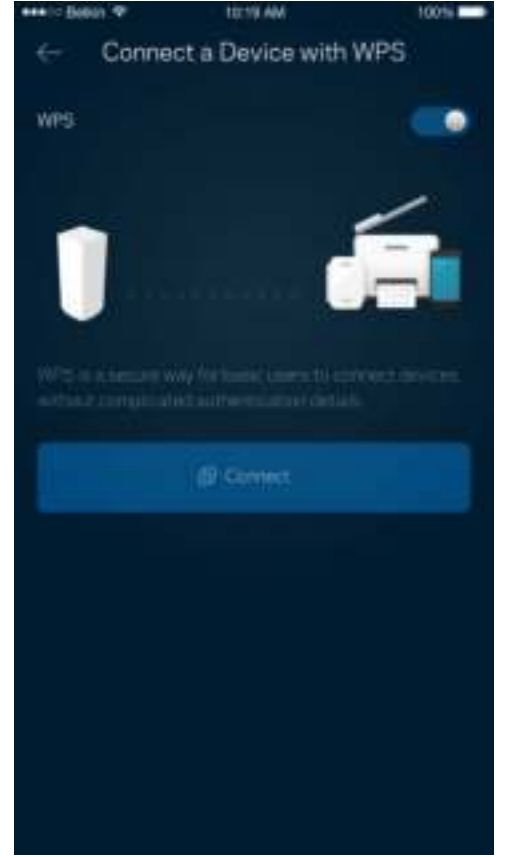 Belkin 10:19 AM 100%
Connect a Device with WPS
WPS
WPS is a secure way for basic users to connect devices
without complicated authentication details.
Connect